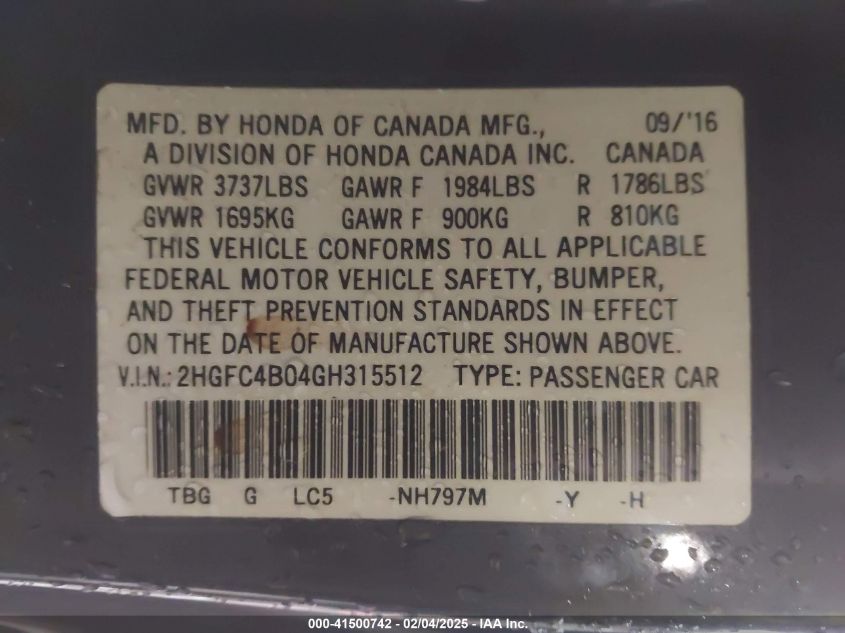 MFD. BY HONDA OF CANADA MFG., 09/'16
A DIVISION OF HONDA CANADA INC. CANADA
GVWR 3737LBS GAWR F 1984LBS R 1786LBS
GVWR 1695KG GAWR F 900KG R 810KG
THIS VEHICLE CONFORMS TO ALL APPLICABLE
FEDERAL MOTOR VEHICLE SAFETY, BUMPER,
AND THEFT PREVENTION STANDARDS IN EFFECT
ON THE DATE OF MANUFACTURE SHOWN ABOVE.
V.I.N.: 2HGFC4B04GH315512 TYPE: PASSENGER CAR
TBG G LC5 -NH797M -Y -H
000-41500742 - 02/04/2025 - IAA Inc.